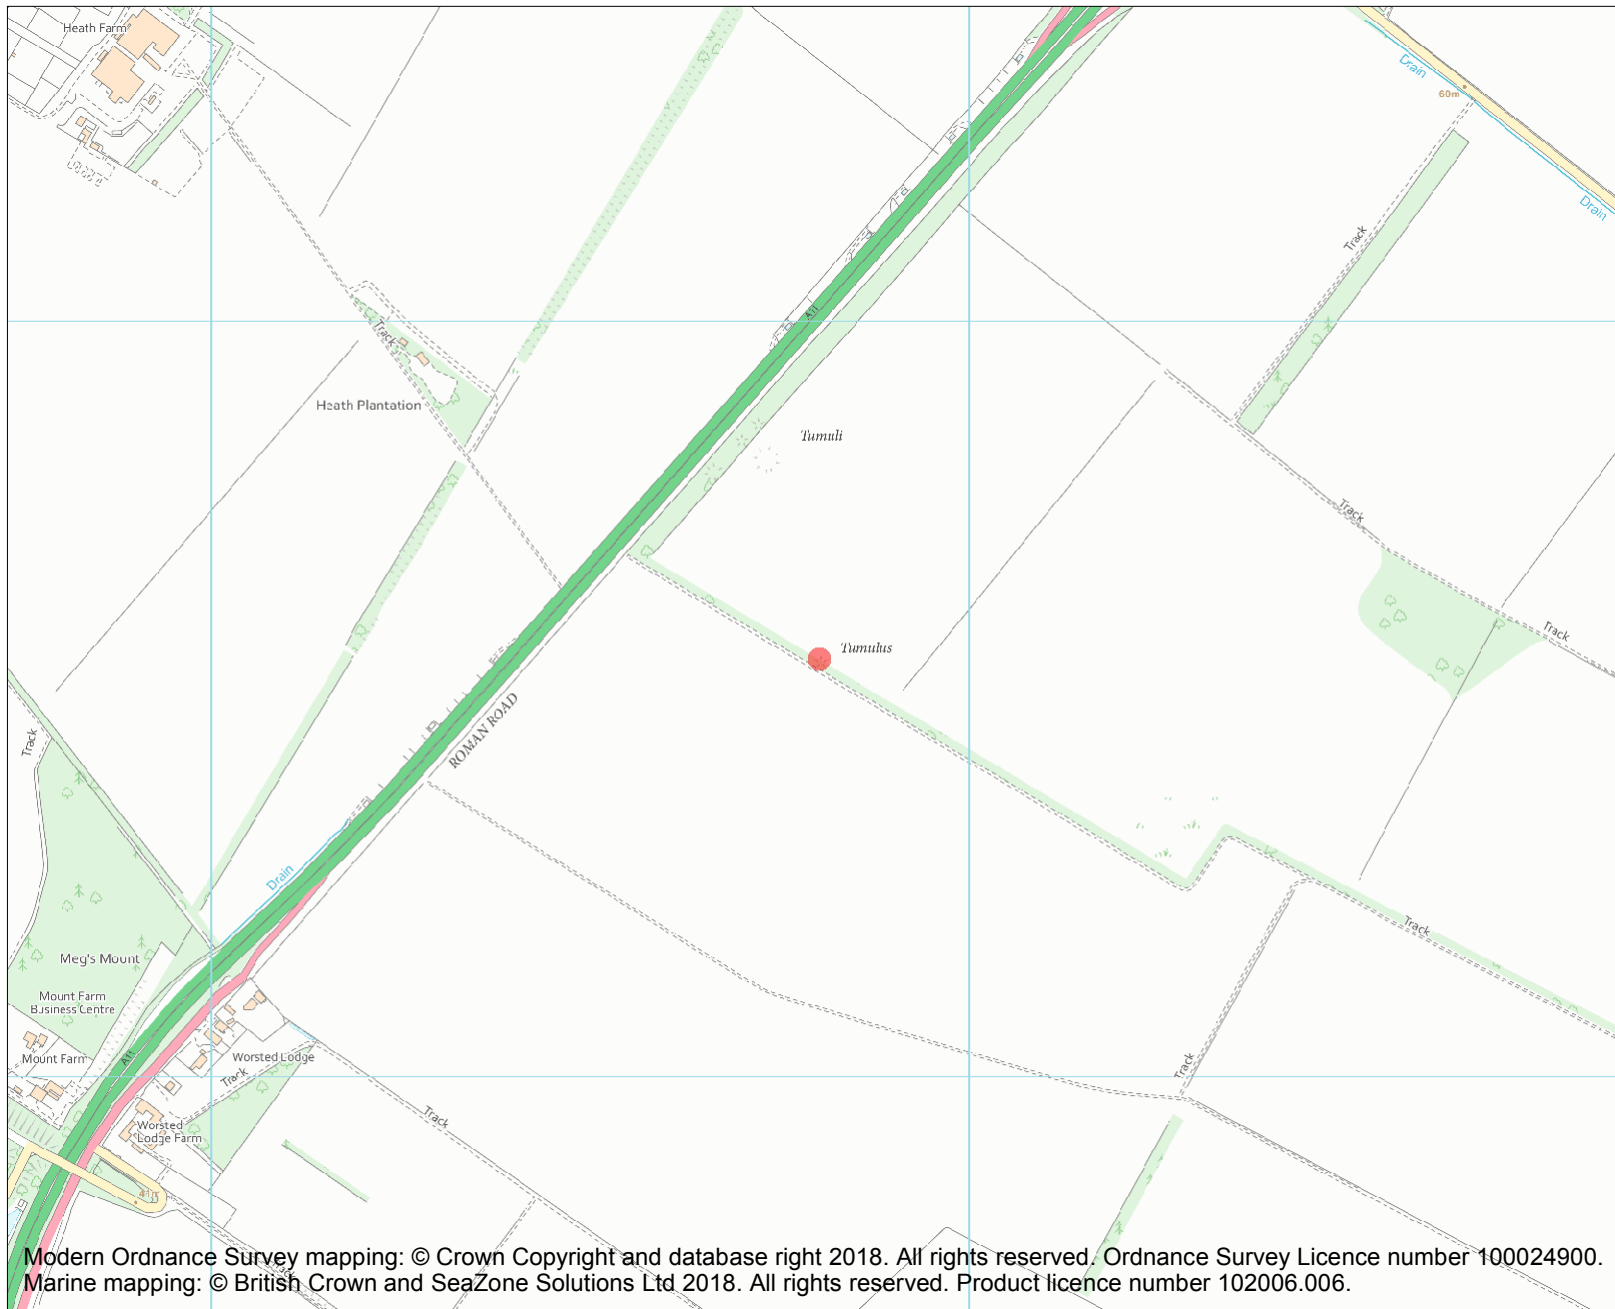 Heath Farm
Drain
60m
Drain
Track
A11
Track
Heath Plantation
Tumuli
Track
Track
Tumulus
ROMAN ROAD
Track
Drain
Track
Meg's Mount
Mount Farm
Business Centre
A11
Mount Farm
Worsted Lodge
Track
Track
Track
Worsted
Lodge Farm
41m
Track
Modern Ordnance Survey mapping: © Crown Copyright and database right 2018. All rights reserved. Ordnance Survey Licence number 100024900.
Marine mapping: © British Crown and SeaZone Solutions Ltd 2018. All rights reserved. Product licence number 102006.006.